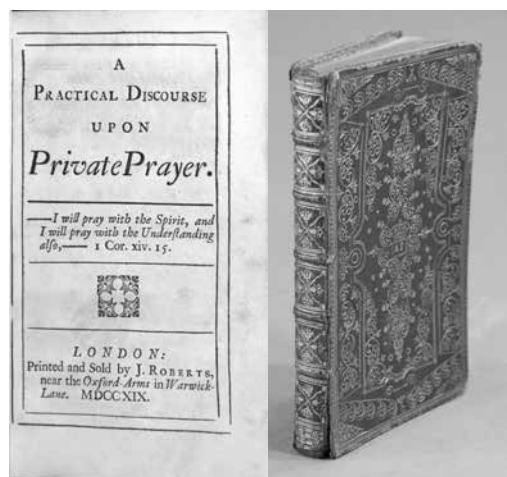 A
PRACTICAL DISCOURSE
UPON
Private Prayer.
——I will pray with the Spirit, and
I will pray with the Underſtanding
alſo,—— 1 Cor. xiv. 15.
LONDON:
Printed and Sold by J. ROBERTS,
near the Oxford-Arms in Warwick-
Lane. MDCCXIX.